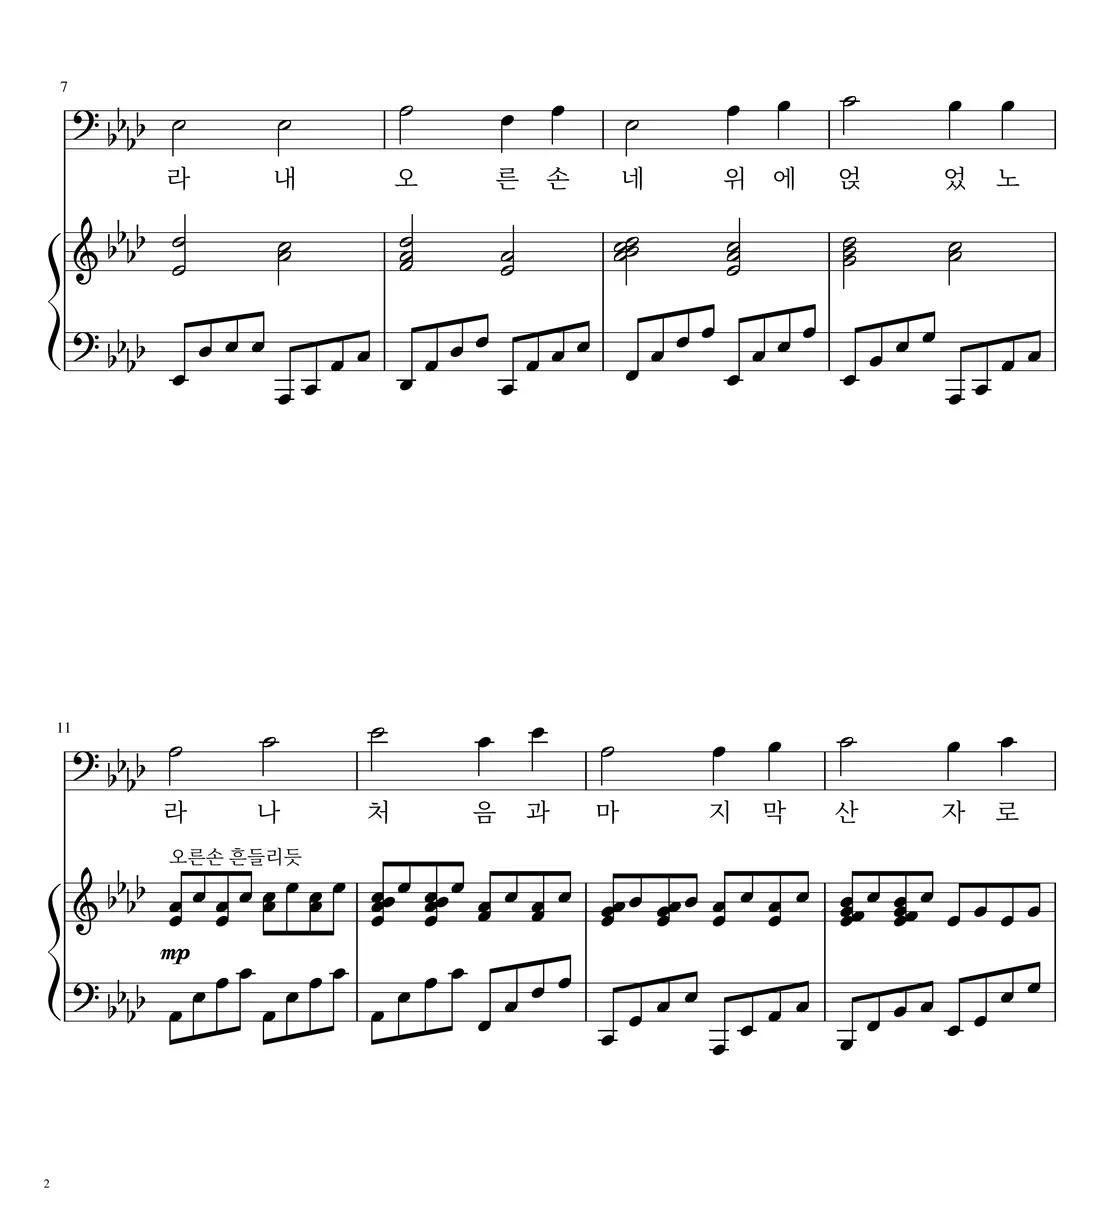 7
라 내 오 른 손 네 위 에 얹 었 노
11
라 나 처 음 과 마 지 막 산 자 로
오른손 흔들리듯
mp
2